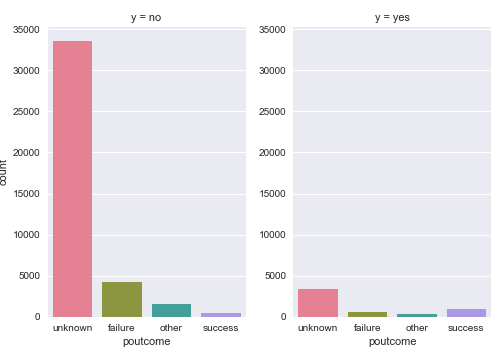 y = no
y = yes
35000
30000
25000
20000
15000
10000
5000
0
count
unknown failure other success
poutcome
35000
30000
25000
20000
15000
10000
5000
0
unknown failure other success
poutcome